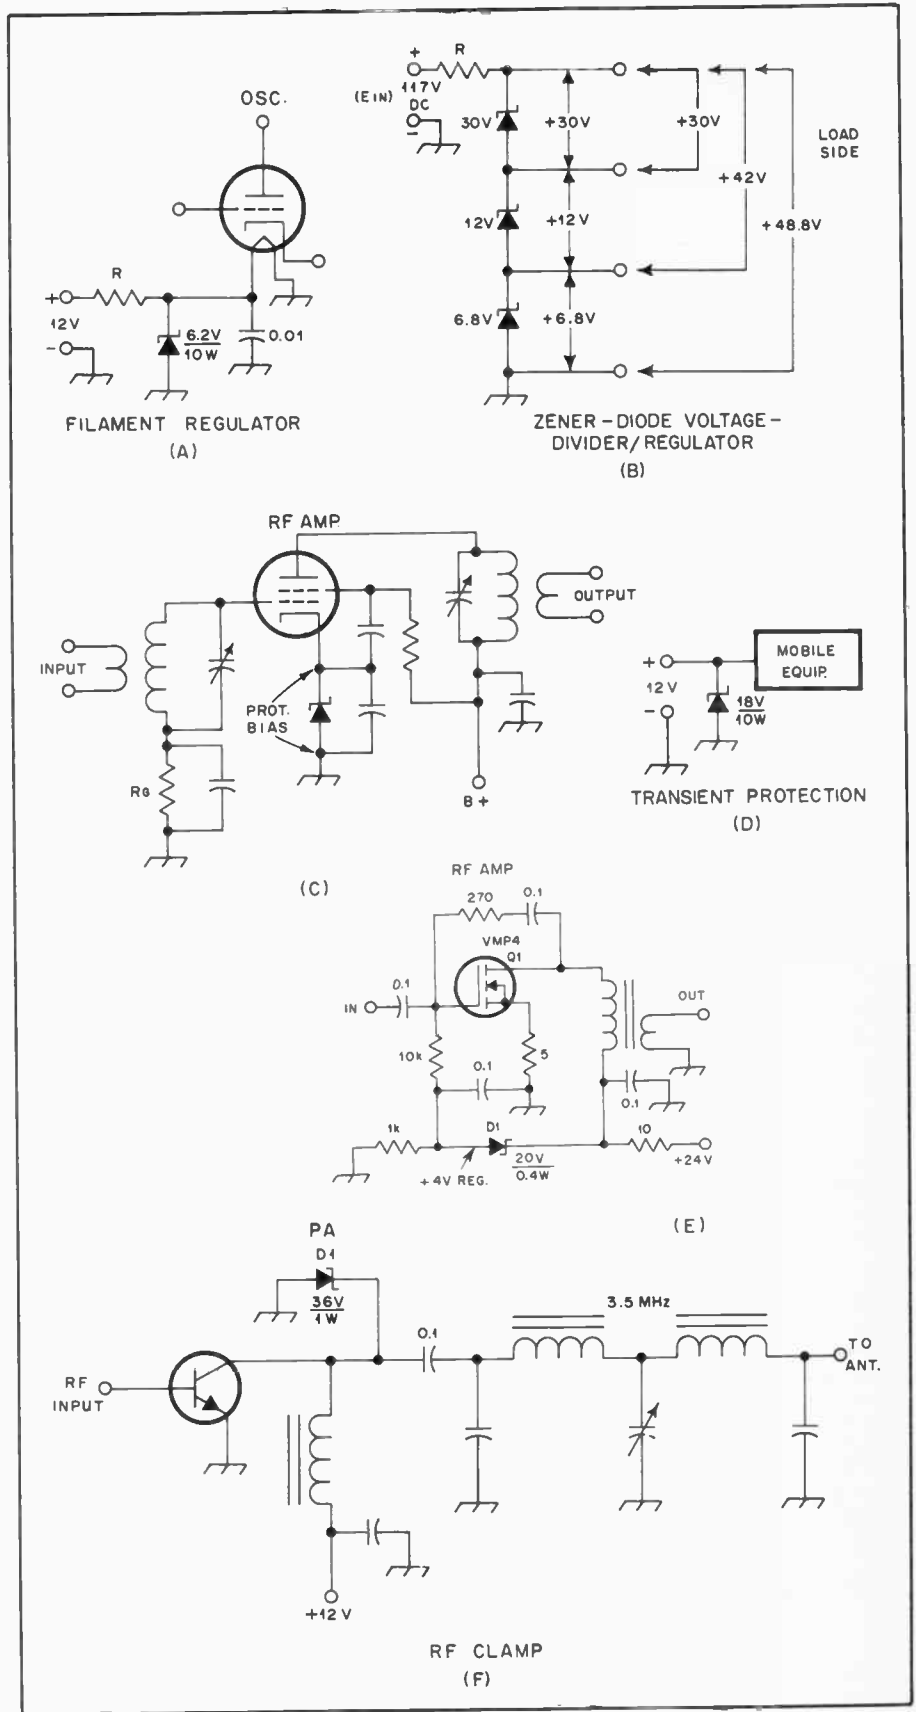 OSC.
R
+
12V
-
6.2V
10W
0.01
FILAMENT REGULATOR
(A)
+
R
(EIN)
117V
DC
-
30V
+30V
+30V
LOAD
SIDE
+42V
12V
+12V
+48.8V
6.8V
+6.8V
ZENER-DIODE VOLTAGE-
DIVIDER/REGULATOR
(B)
RF AMP.
INPUT
OUTPUT
PROT.
BIAS
RG
B+
(C)
+
12V
-
MOBILE
EQUIP.
18V
10W
TRANSIENT PROTECTION
(D)
RF AMP
270
0.1
VMP4
Q1
0.1
IN
OUT
10k
5
0.1
0.1
1k
D1
10
+4V REG.
20V
0.4W
+24V
(E)
PA
D1
36V
1W
0.1
3.5 MHz
TO
ANT.
RF
INPUT
+12V
RF CLAMP
(F)